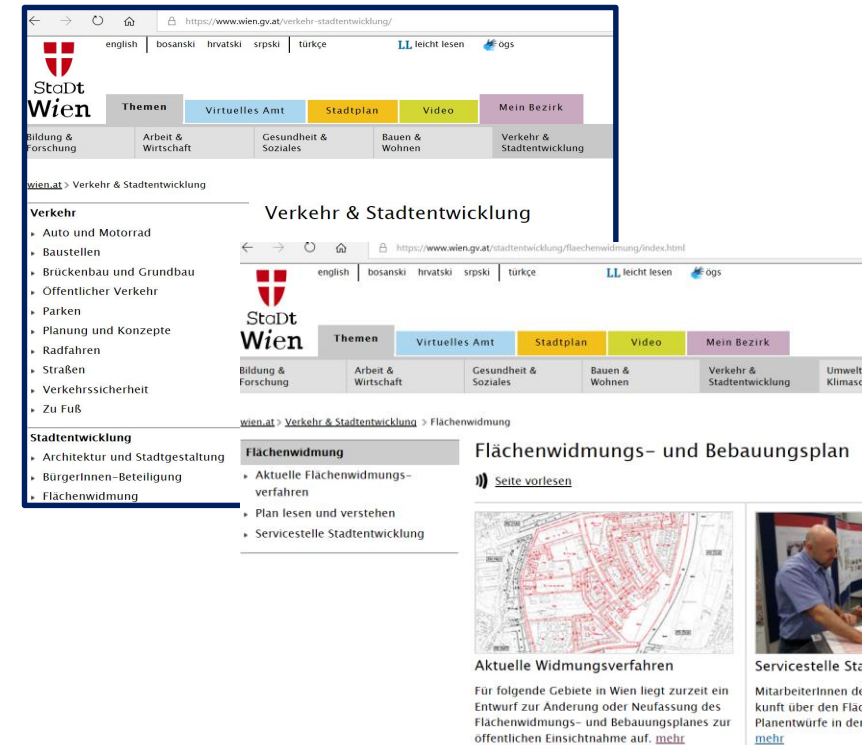 https://www.wien.gv.at/verkehr-stadtentwicklung/
english bosanski hrvatski srpski türkçe LL leicht lesen ögs
StaDt
Wien
Themen Virtuelles Amt Stadtplan Video Mein Bezirk
Bildung & Arbeit & Gesundheit & Bauen & Verkehr &
Forschung Wirtschaft Soziales Wohnen Stadtentwicklung
wien.at > Verkehr & Stadtentwicklung
Verkehr
Auto und Motorrad
Baustellen
Brückenbau und Grundbau
Öffentlicher Verkehr
Parken
Planung und Konzepte
Radfahren
Straßen
Verkehrssicherheit
Zu Fuß
Stadtentwicklung
Architektur und Stadtgestaltung
BürgerInnen-Beteiligung
Flächenwidmung
Verkehr & Stadtentwicklung
https://www.wien.gv.at/stadtentwicklung/flaechenwidmung/index.html
english bosanski hrvatski srpski türkçe LL leicht lesen ögs
StaDt
Wien
Themen Virtuelles Amt Stadtplan Video Mein Bezirk
Bildung & Arbeit & Gesundheit & Bauen & Verkehr & Umwelt
Forschung Wirtschaft Soziales Wohnen Stadtentwicklung Klimasc
wien.at > Verkehr & Stadtentwicklung > Flächenwidmung
Flächenwidmung
Aktuelle Flächenwidmungs-
verfahren
Plan lesen und verstehen
Servicestelle Stadtentwicklung
Flächenwidmungs- und Bebauungsplan
Seite vorlesen
Aktuelle Widmungsverfahren
Für folgende Gebiete in Wien liegt zurzeit ein
Entwurf zur Änderung oder Neufassung des
Flächenwidmungs- und Bebauungsplanes zur
öffentlichen Einsichtnahme auf. mehr
Servicestelle Sta
MitarbeiterInnen de
kunft über den Fläc
Planentwürfe in der
mehr